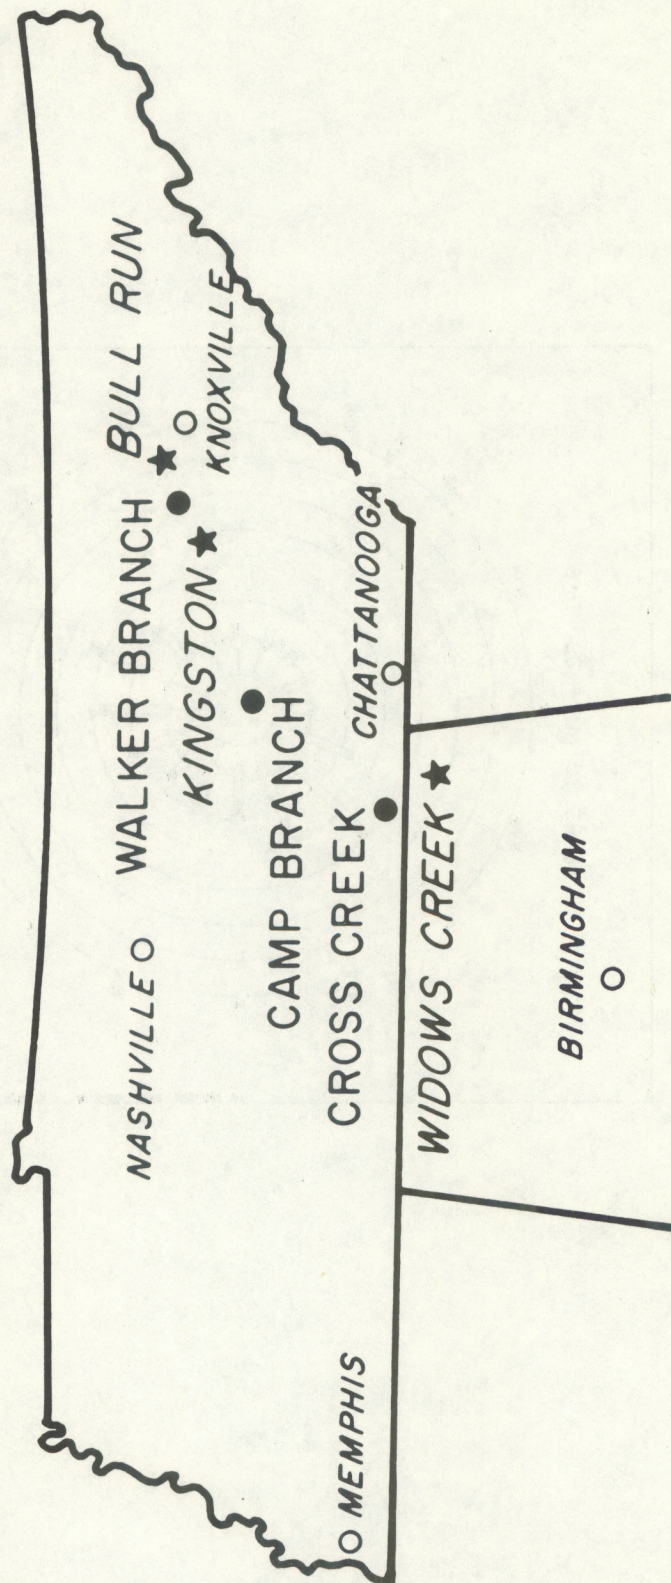 BULL RUN
KNOXVILLE
WALKER BRANCH
KINGSTON
NASHVILLE
CAMP BRANCH
CHATTANOOGA
CROSS CREEK
WIDOWS CREEK
MEMPHIS
BIRMINGHAM